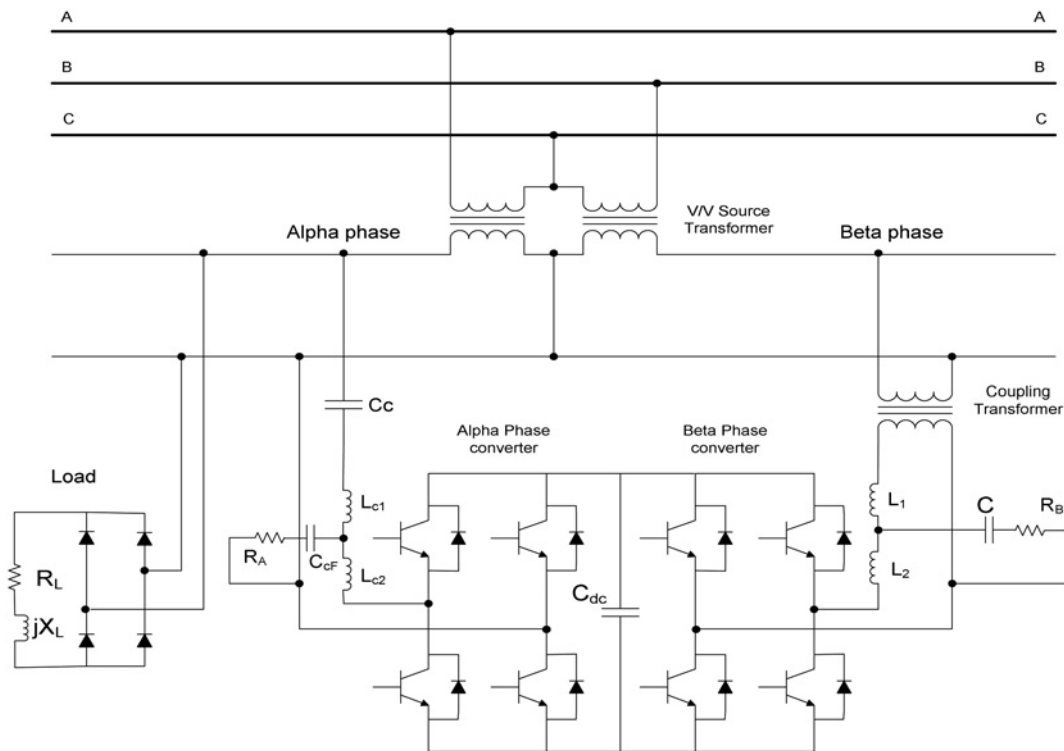 A A
B B
C C
V/V Source
Transformer
Alpha phase
Beta phase
Cc
Coupling
Transformer
Alpha Phase
converter
Beta Phase
converter
Load
Lc1
L1
C
RB
RA
CcF
Lc2
L2
RL
Cdc
jXL